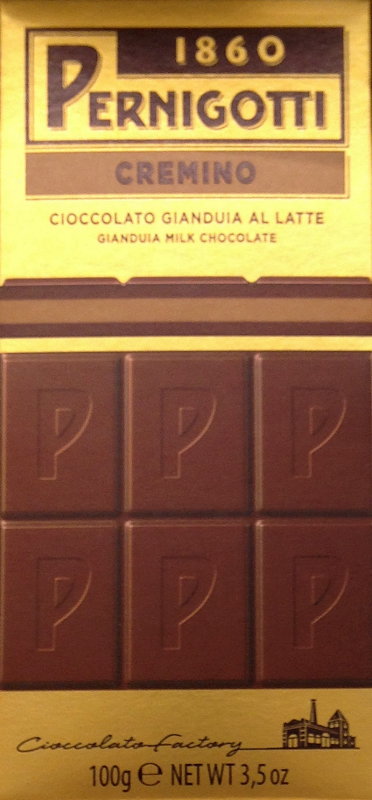 1860
PERNIGOTTI
CREMINO
CIOCCOLATO GIANDUIA AL LATTE
GIANDUIA MILK CHOCOLATE
P P P
P P P
Cioccolato Factory
100g ℮ NET WT 3,5 oz